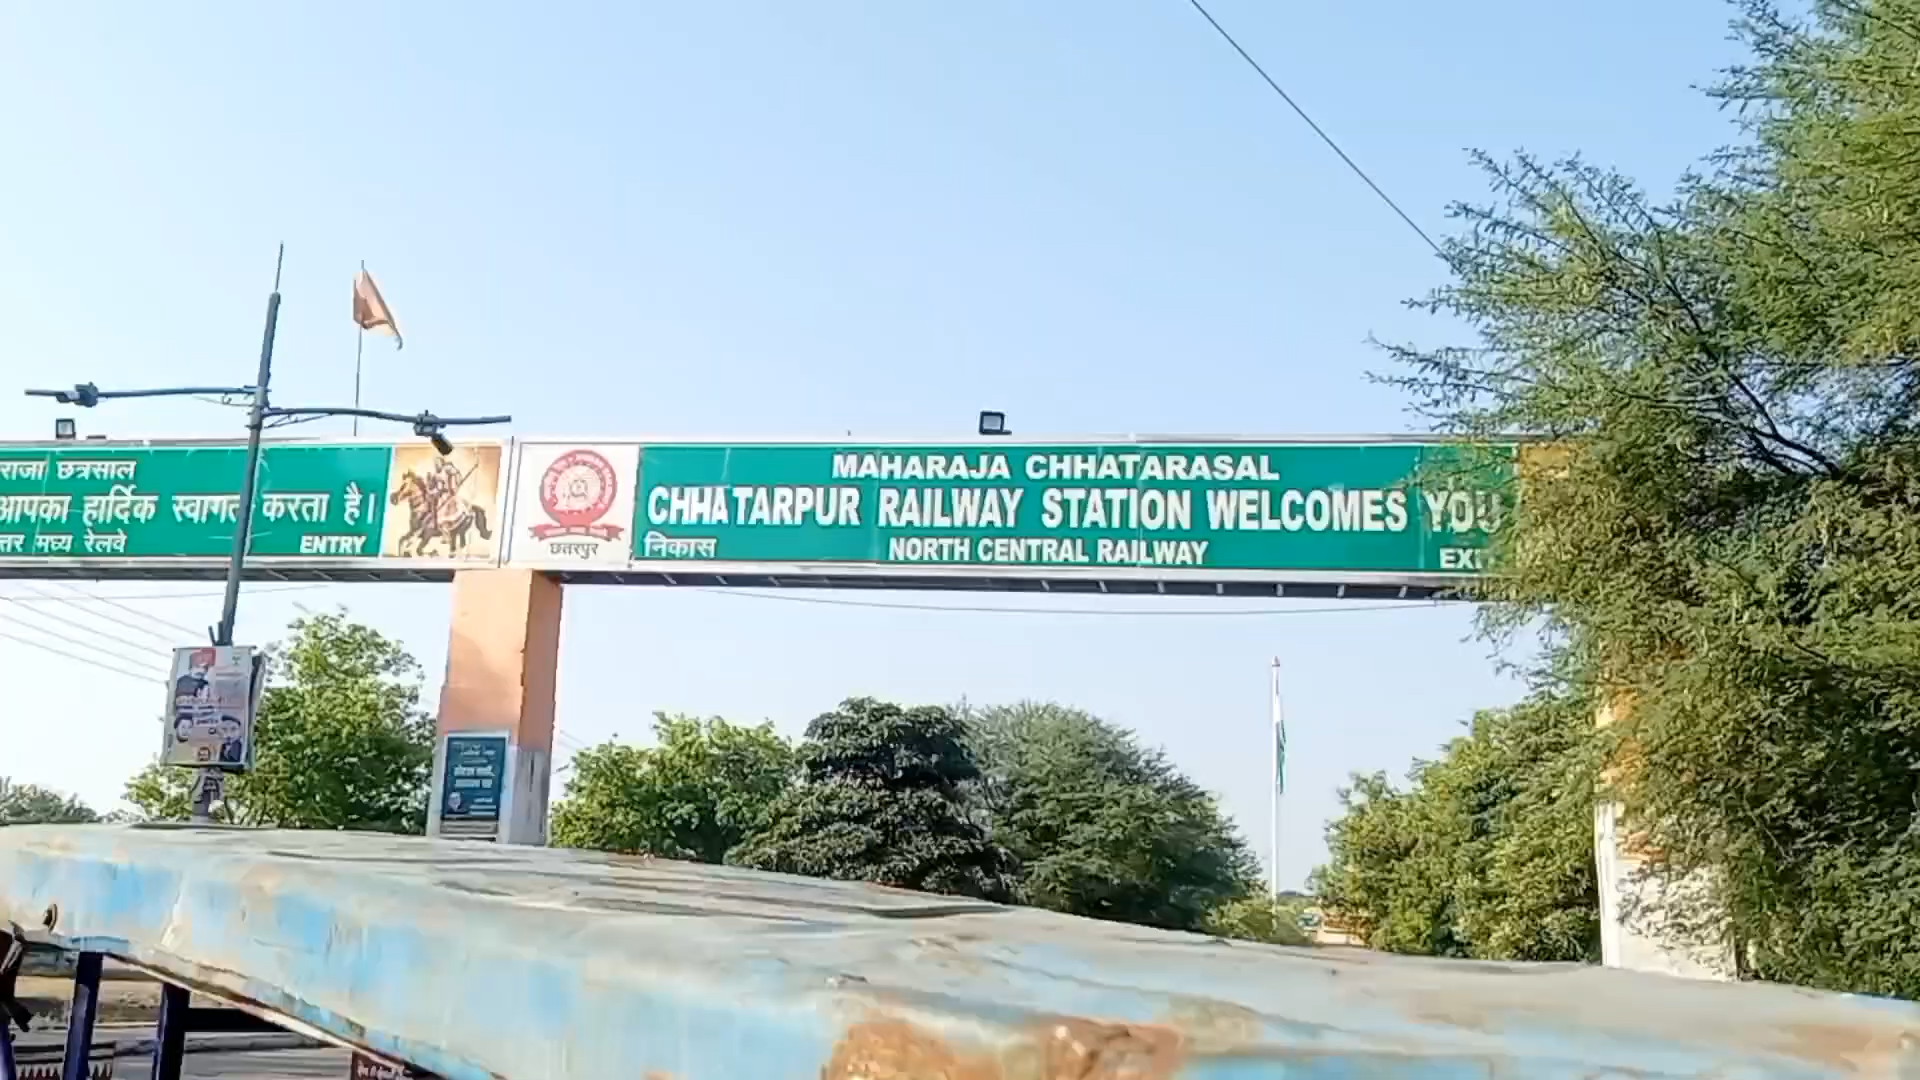 राजा छत्रसाल
आपका हार्दिक स्वागत करता है।
त्तर मध्य रेलवे
ENTRY
छतरपुर
MAHARAJA CHHATARASAL
CHHATARPUR RAILWAY STATION WELCOMES YOU
निकास
NORTH CENTRAL RAILWAY
EXI